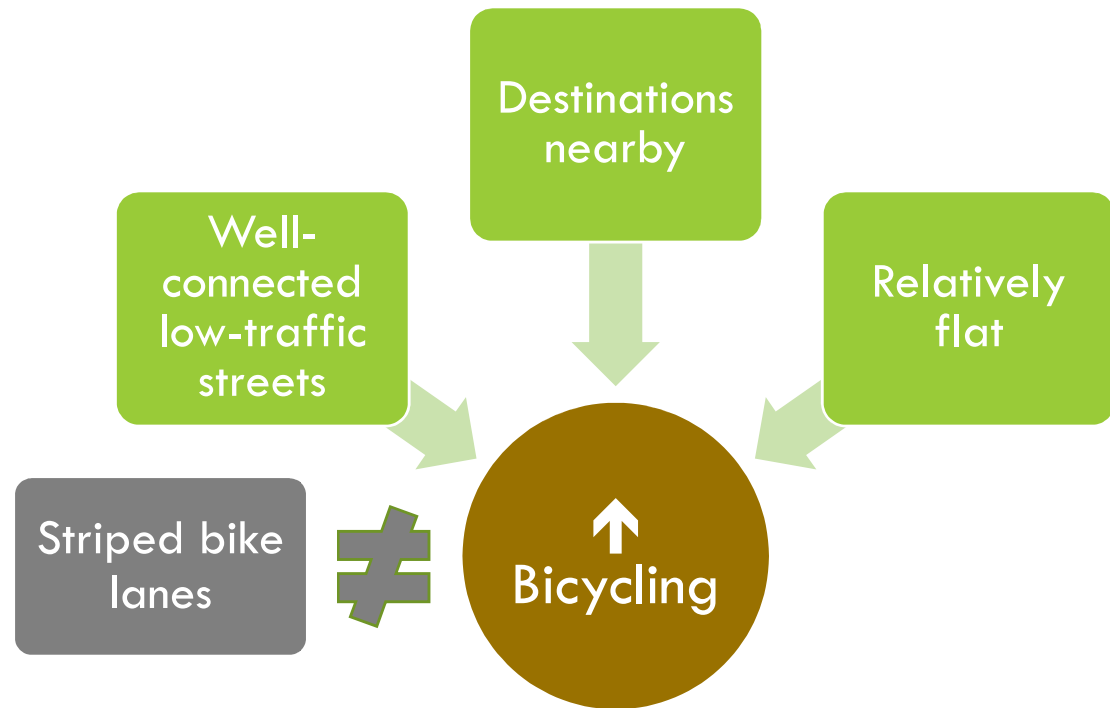 Destinations
nearby
Well-
connected
low-traffic
streets
Relatively
flat
Striped bike
lanes
≠
↑
Bicycling